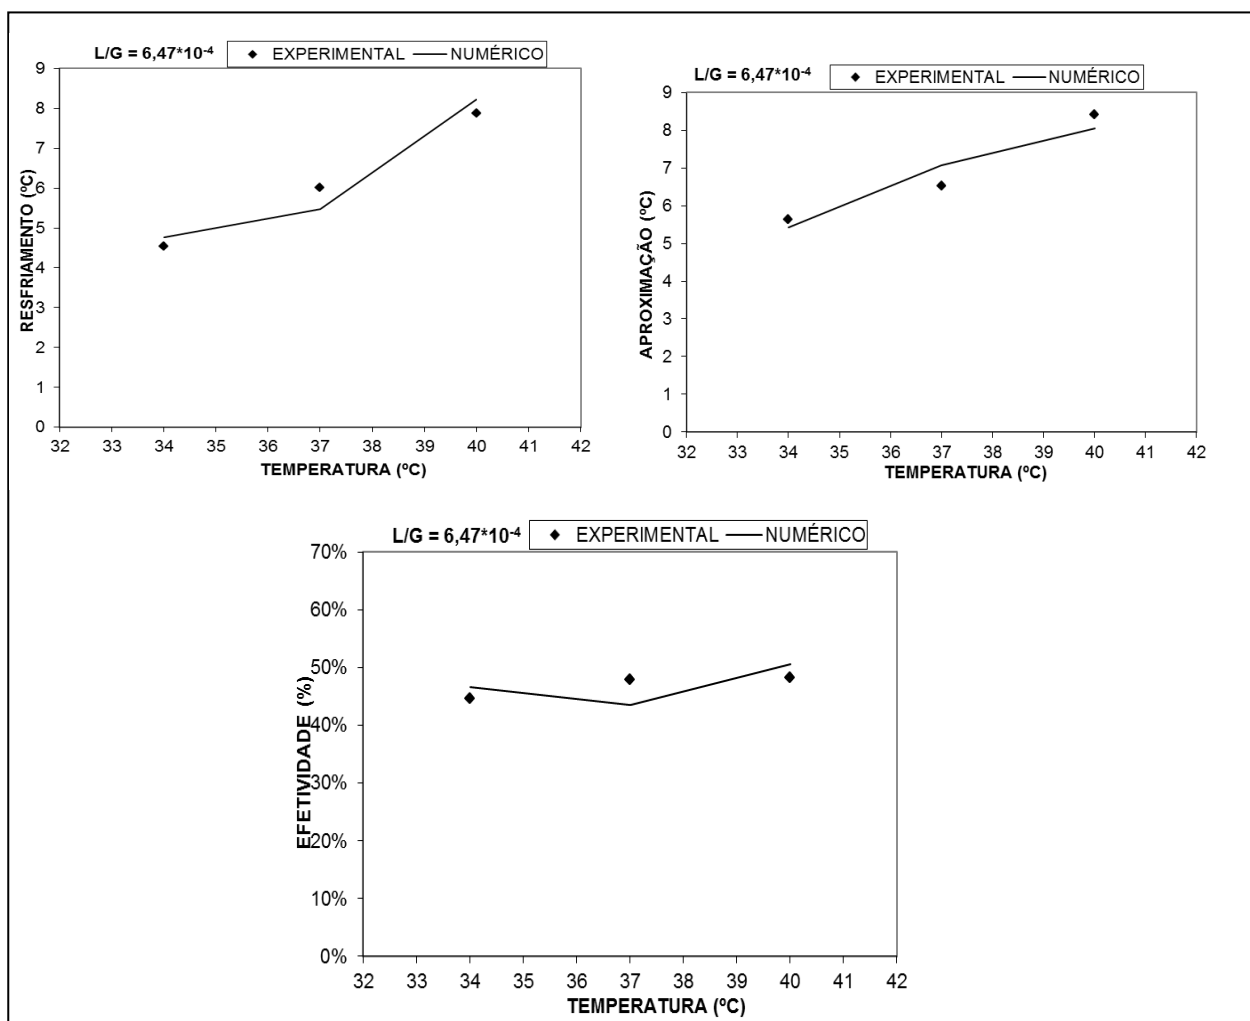 L/G = 6,47*10-4 EXPERIMENTAL NUMÉRICO
RESFRIAMENTO (ºC)
9
8
7
6
5
4
3
2
1
0
32 33 34 35 36 37 38 39 40 41 42
TEMPERATURA (ºC)
L/G = 6,47*10-4 EXPERIMENTAL NUMÉRICO
APROXIMAÇÃO (ºC)
9
8
7
6
5
4
3
2
1
0
32 33 34 35 36 37 38 39 40 41 42
TEMPERATURA (ºC)
L/G = 6,47*10-4 EXPERIMENTAL NUMÉRICO
EFETIVIDADE (%)
70%
60%
50%
40%
30%
20%
10%
0%
32 33 34 35 36 37 38 39 40 41 42
TEMPERATURA (ºC)